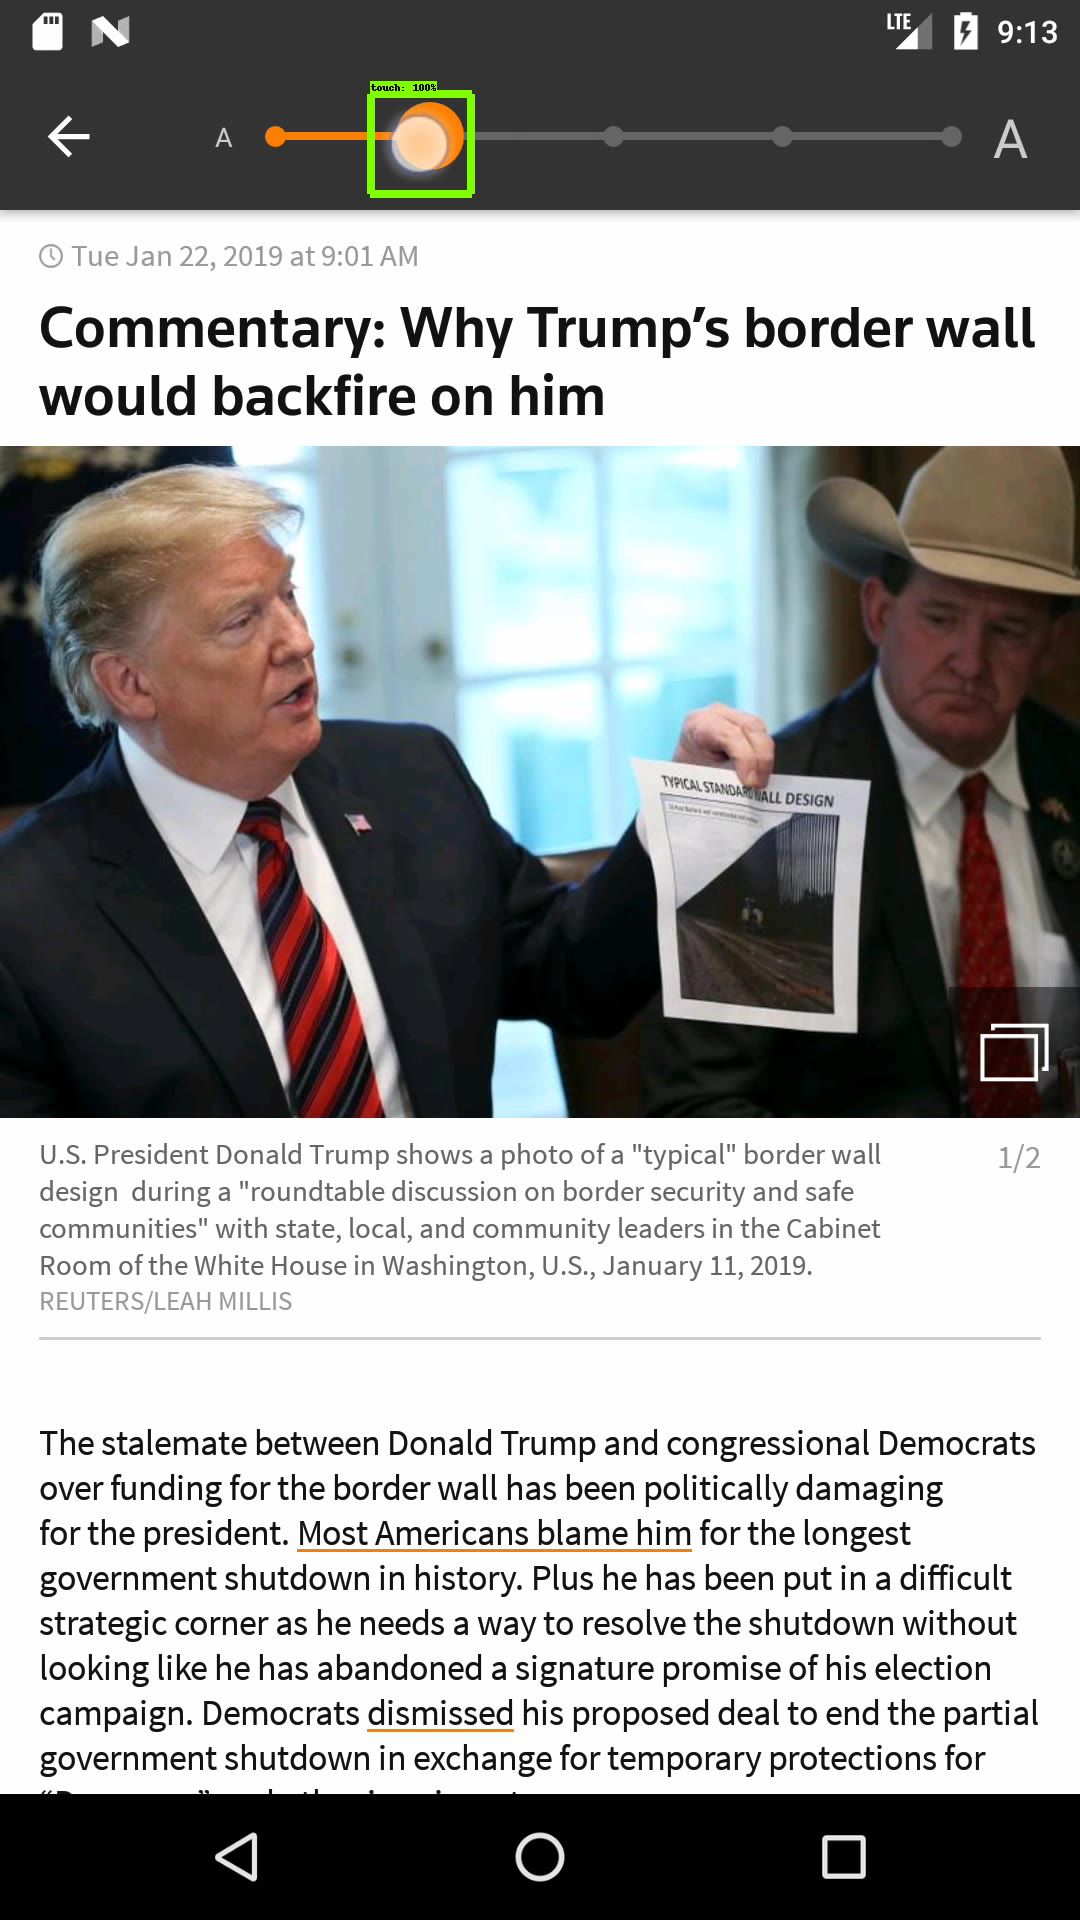 LTE 9:13
touch: 100%
A A
Tue Jan 22, 2019 at 9:01 AM
Commentary: Why Trump’s border wall
would backfire on him
TYPICAL STANDARD WALL DESIGN
U.S. President Donald Trump shows a photo of a "typical" border wall
design  during a "roundtable discussion on border security and safe
communities" with state, local, and community leaders in the Cabinet
Room of the White House in Washington, U.S., January 11, 2019.
REUTERS/LEAH MILLIS
1/2
The stalemate between Donald Trump and congressional Democrats
over funding for the border wall has been politically damaging
for the president. Most Americans blame him for the longest
government shutdown in history. Plus he has been put in a difficult
strategic corner as he needs a way to resolve the shutdown without
looking like he has abandoned a signature promise of his election
campaign. Democrats dismissed his proposed deal to end the partial
government shutdown in exchange for temporary protections for